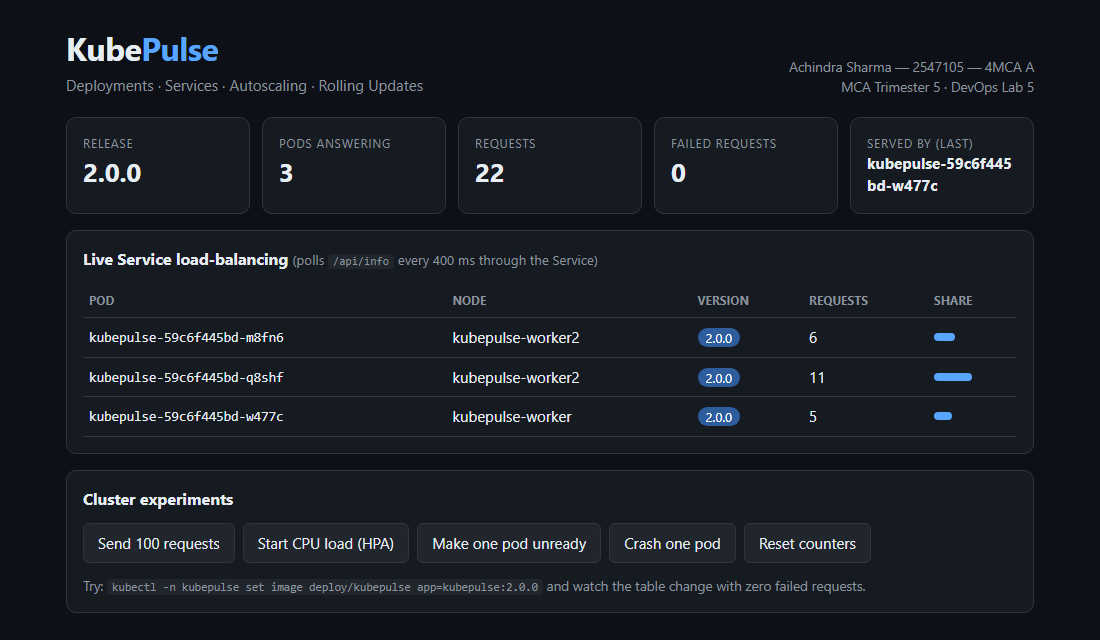 KubePulse
Deployments · Services · Autoscaling · Rolling Updates
Achindra Sharma — 2547105 — 4MCA A
MCA Trimester 5 · DevOps Lab 5
RELEASE
2.0.0
PODS ANSWERING
3
REQUESTS
22
FAILED REQUESTS
0
SERVED BY (LAST)
kubepulse-59c6f445
bd-w477c
Live Service load-balancing (polls /api/info every 400 ms through the Service)
POD NODE VERSION REQUESTS SHARE
kubepulse-59c6f445bd-m8fn6 kubepulse-worker2 2.0.0 6
kubepulse-59c6f445bd-q8shf kubepulse-worker2 2.0.0 11
kubepulse-59c6f445bd-w477c kubepulse-worker 2.0.0 5
Cluster experiments
Send 100 requests Start CPU load (HPA) Make one pod unready Crash one pod Reset counters
Try: kubectl -n kubepulse set image deploy/kubepulse app=kubepulse:2.0.0 and watch the table change with zero failed requests.